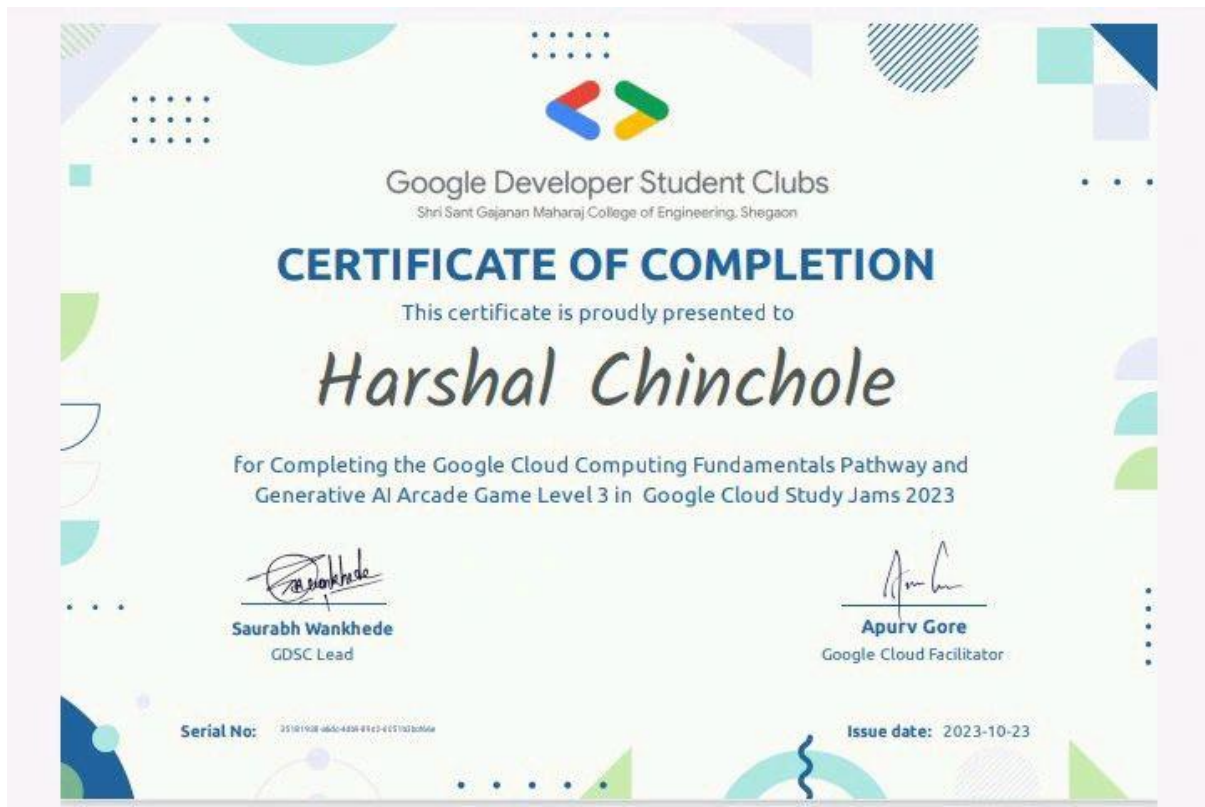 Google Developer Student Clubs
Shri Sant Gajanan Maharaj College of Engineering, Shegaon
CERTIFICATE OF COMPLETION
This certificate is proudly presented to
Harshal Chinchole
for Completing the Google Cloud Computing Fundamentals Pathway and
Generative AI Arcade Game Level 3 in Google Cloud Study Jams 2023
Saurabh Wankhede
GDSC Lead
Apurv Gore
Google Cloud Facilitator
Serial No:
Issue date: 2023-10-23